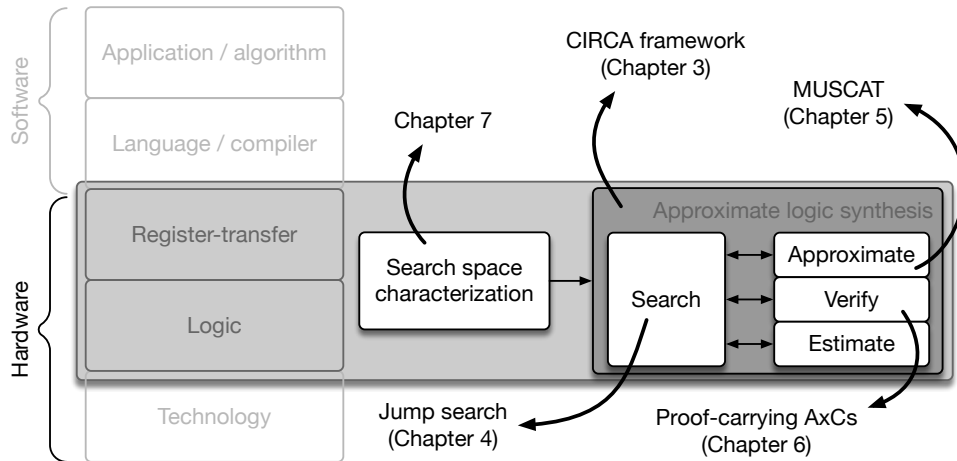 Software
Application / algorithm
Language / compiler
Hardware
Register-transfer
Logic
Technology
Chapter 7
Search space
characterization
CIRCA framework
(Chapter 3)
MUSCAT
(Chapter 5)
Approximate logic synthesis
Search
Approximate
Verify
Estimate
Jump search
(Chapter 4)
Proof-carrying AxCs
(Chapter 6)